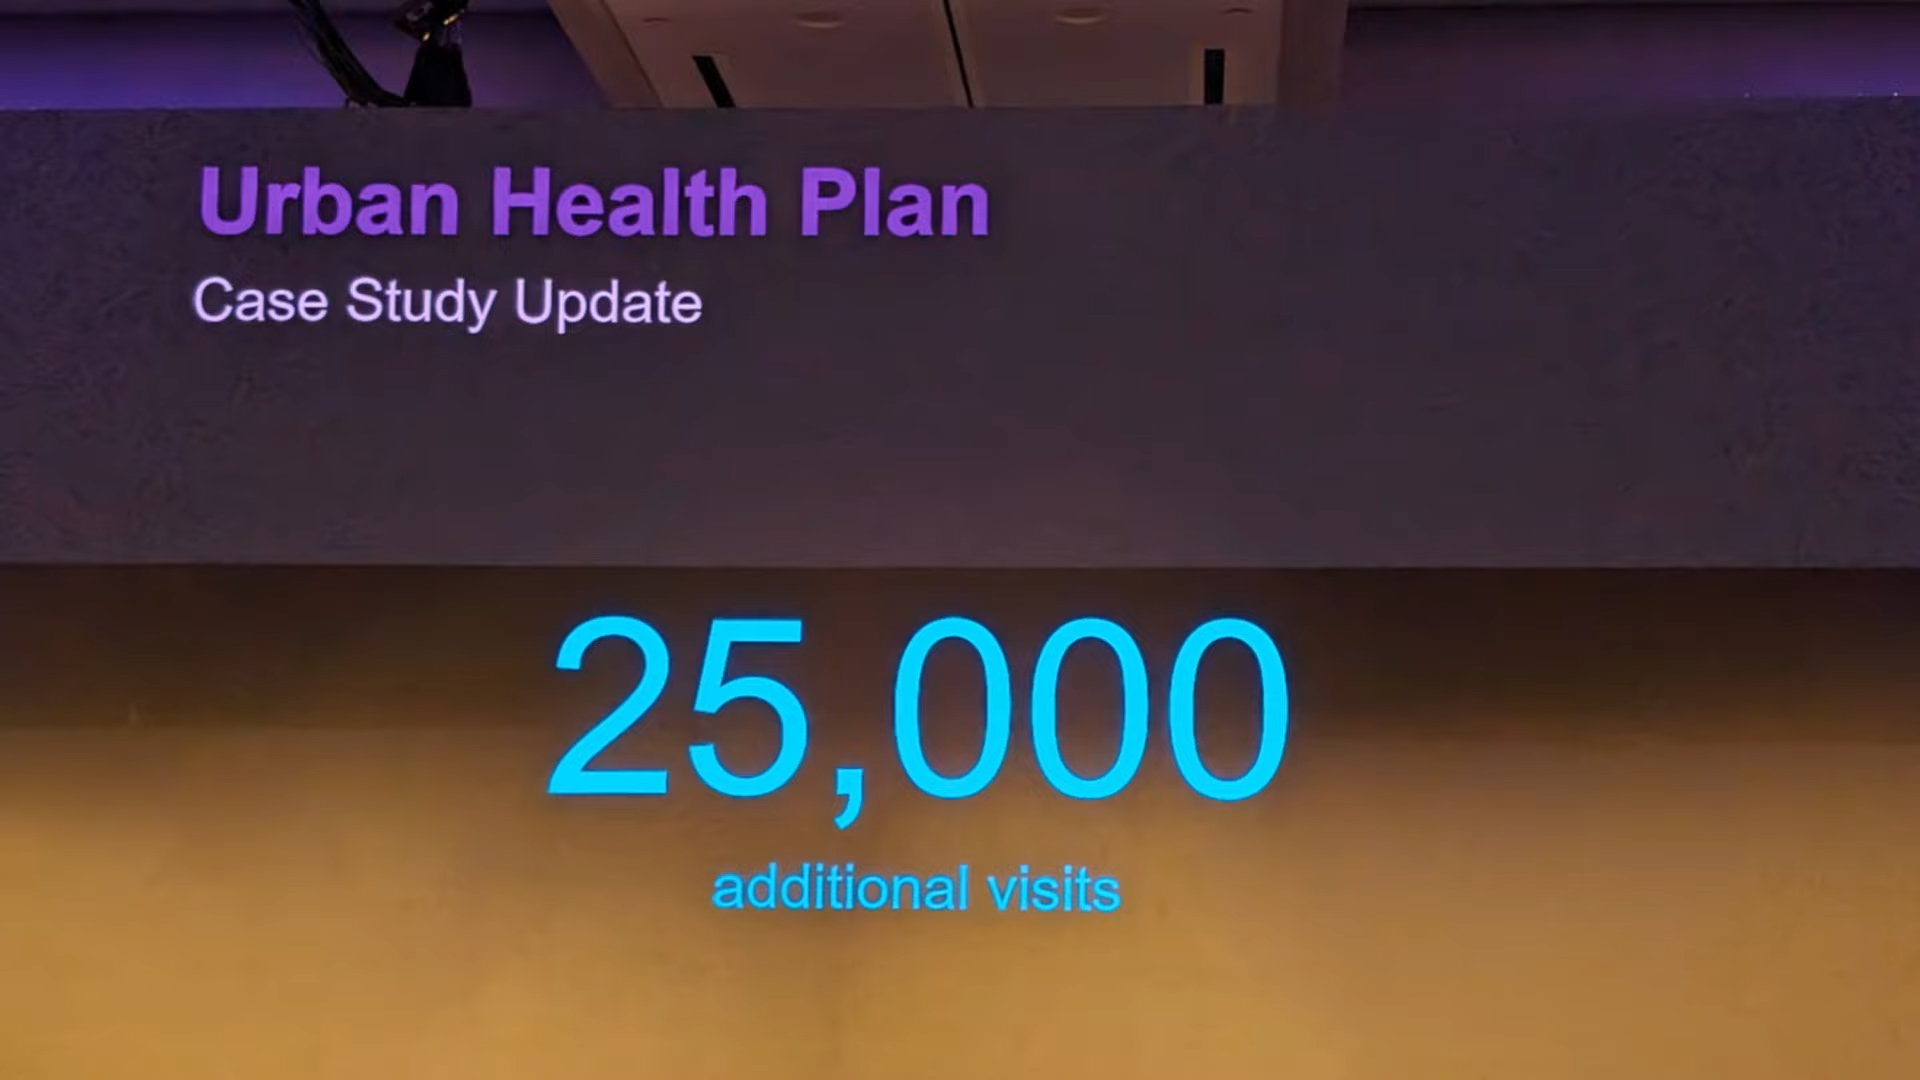 Urban Health Plan
Case Study Update
25,000
additional visits